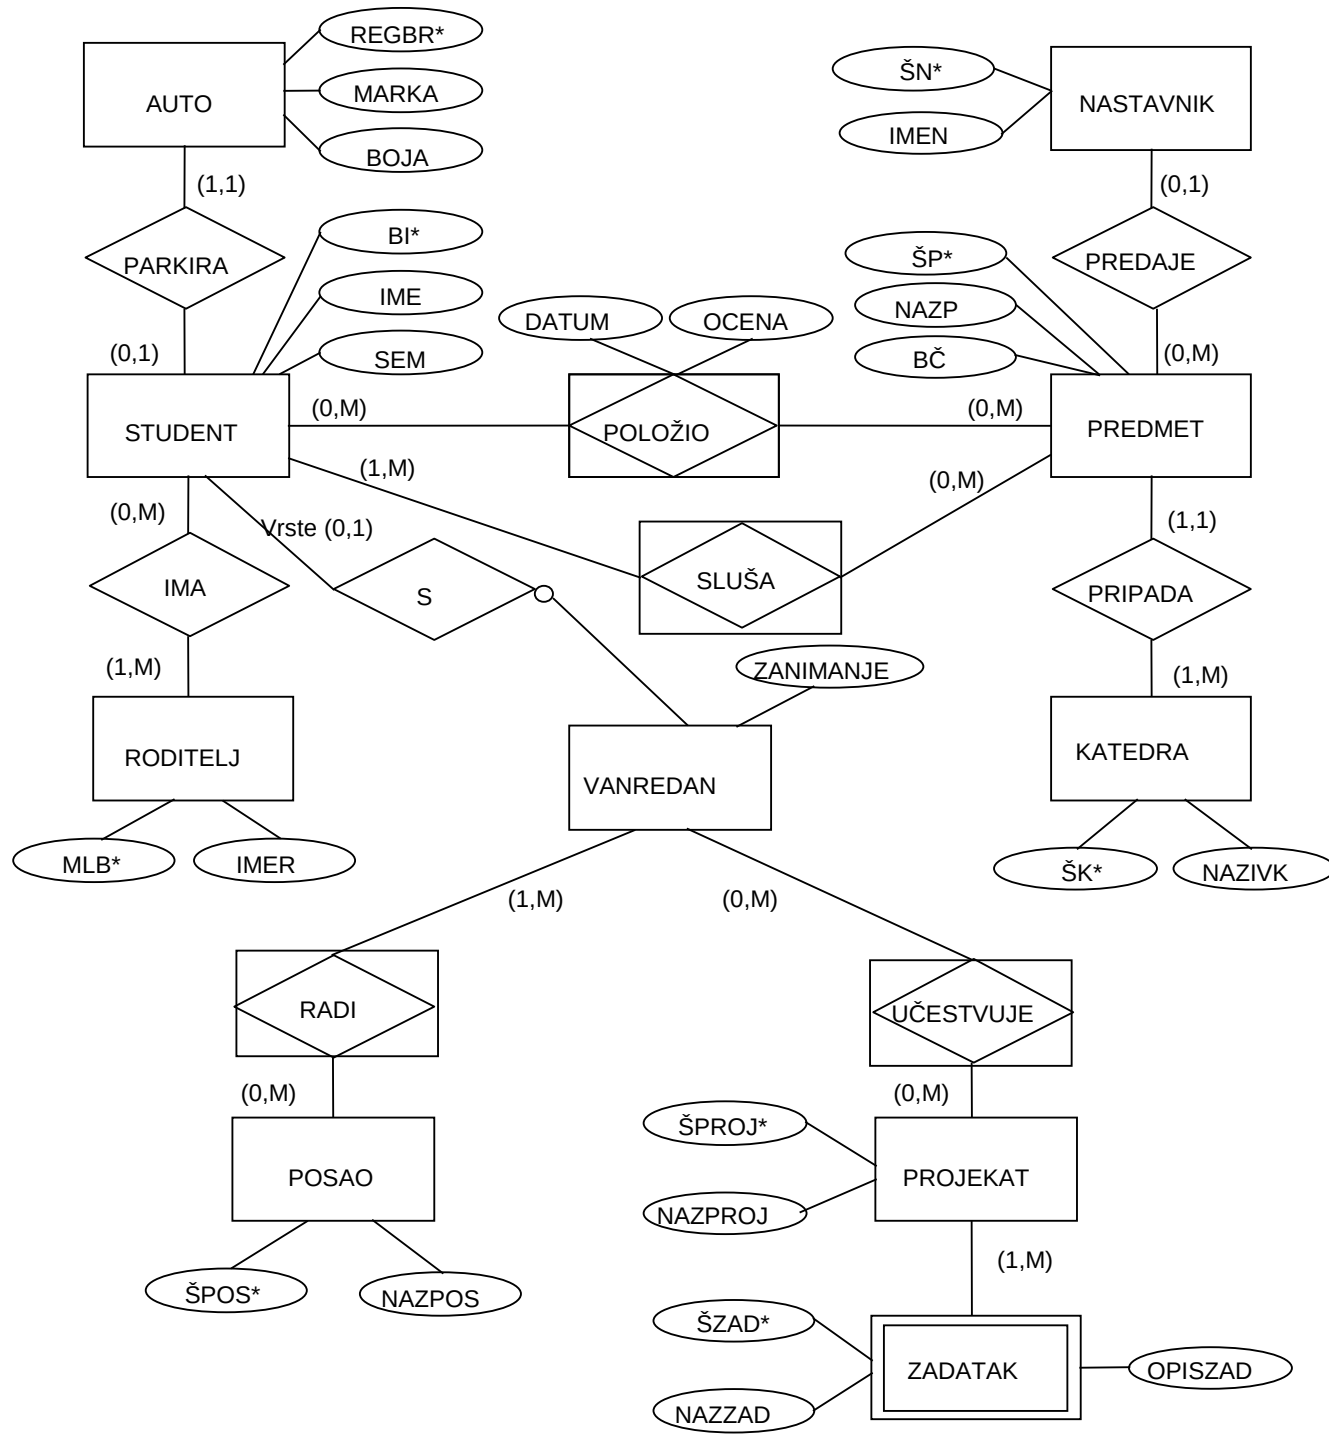 REGBR*
ŠN*
MARKA
AUTO
NASTAVNIK
IMEN
BOJA
(1,1)
(0,1)
BI*
ŠP*
PARKIRA
PREDAJE
IME
NAZP
DATUM
OCENA
(0,1)
SEM
BČ
(0,M)
(0,M)
(0,M)
STUDENT
POLOŽIO
PREDMET
(1,M)
(0,M)
(0,M)
Vrste (0,1)
(1,1)
IMA
S
SLUŠA
PRIPADA
(1,M)
ZANIMANJE
(1,M)
RODITELJ
VANREDAN
KATEDRA
MLB*
IMER
ŠK*
NAZIVK
(1,M)
(0,M)
RADI
UČESTVUJE
(0,M)
(0,M)
ŠPROJ*
POSAO
PROJEKAT
NAZPROJ
(1,M)
ŠPOS*
NAZPOS
ŠZAD*
ZADATAK
OPISZAD
NAZZAD